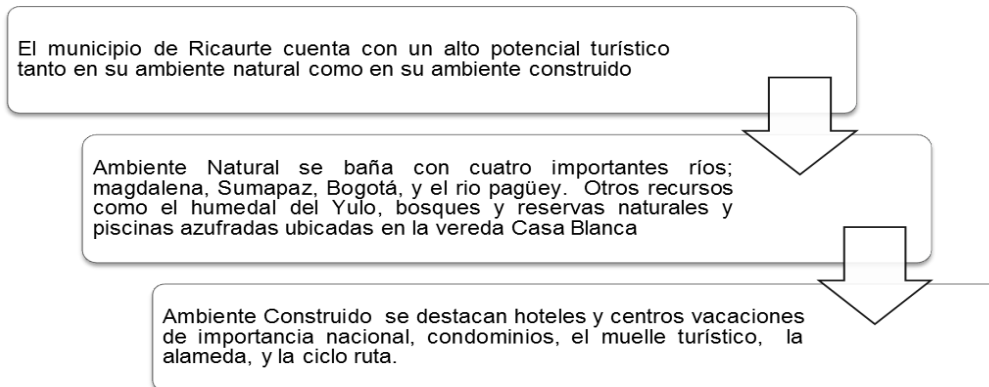 El municipio de Ricaurte cuenta con un alto potencial turístico
tanto en su ambiente natural como en su ambiente construido
Ambiente Natural se baña con cuatro importantes ríos;
magdalena, Sumapaz, Bogotá, y el rio pagüey. Otros recursos
como el humedal del Yulo, bosques y reservas naturales y
piscinas azufradas ubicadas en la vereda Casa Blanca
Ambiente Construido se destacan hoteles y centros vacaciones
de importancia nacional, condominios, el muelle turístico, la
alameda, y la ciclo ruta.